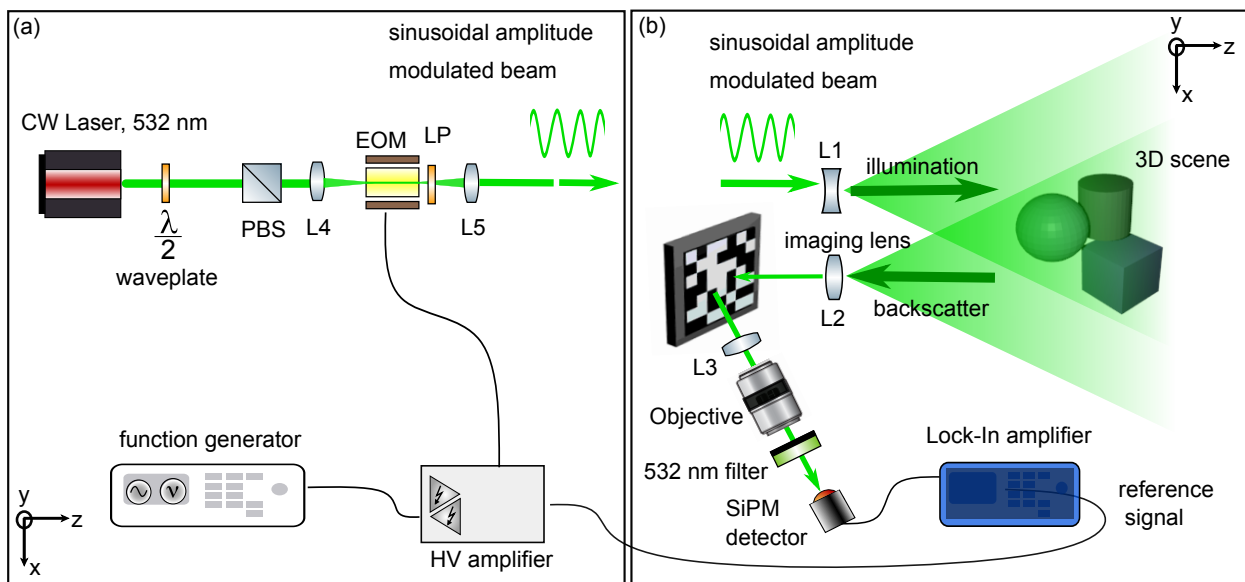 (a)
sinusoidal amplitude
modulated beam
CW Laser, 532 nm
EOM
LP
λ
2
waveplate
PBS
L4
L5
function generator
ν
HV amplifier
y
z
x
(b)
sinusoidal amplitude
modulated beam
y
z
x
L1
illumination
3D scene
imaging lens
L2
backscatter
L3
Objective
532 nm filter
SiPM
detector
Lock-In amplifier
reference
signal